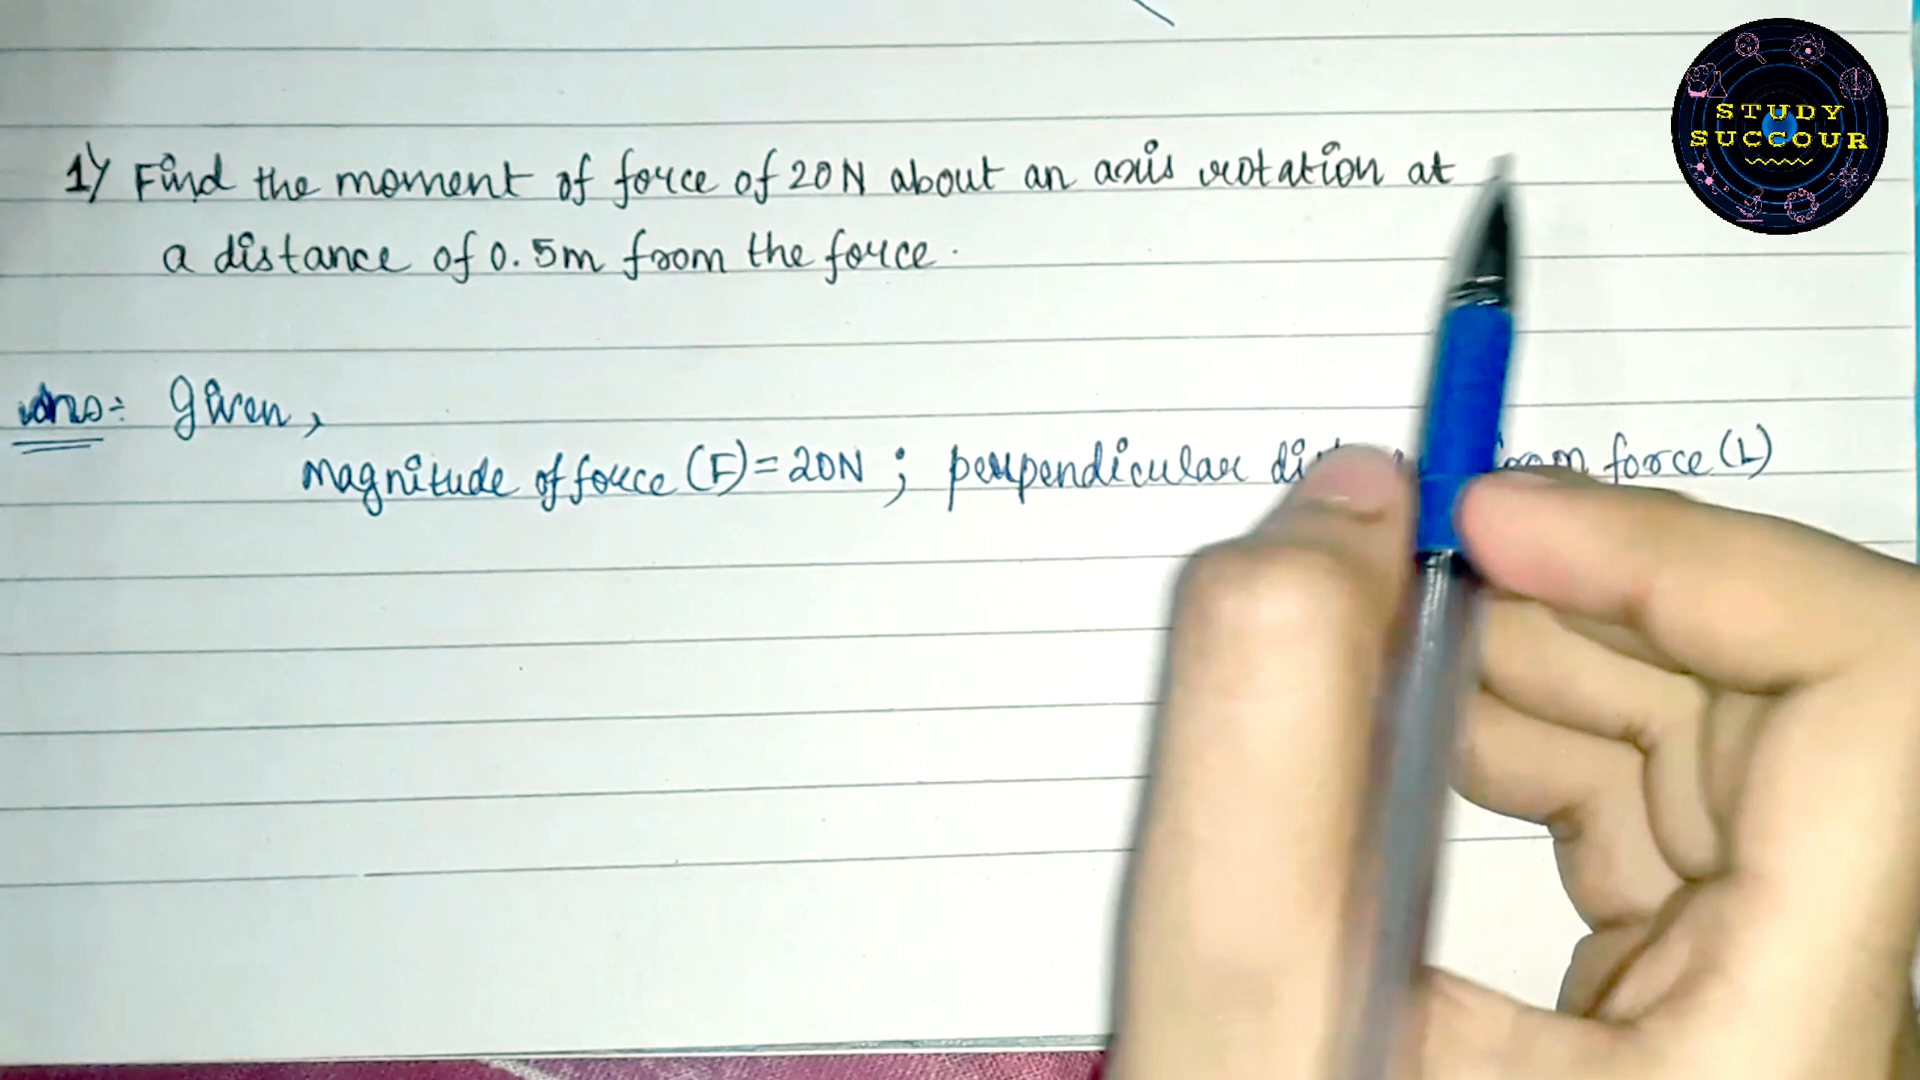 1) Find the moment of force of 20N about an axis rotation at
a distance of 0.5m from the force.
Ans:- Given,
magnitude of force (F) = 20N ; perpendicular from force (L)
STUDY
SUCCOUR